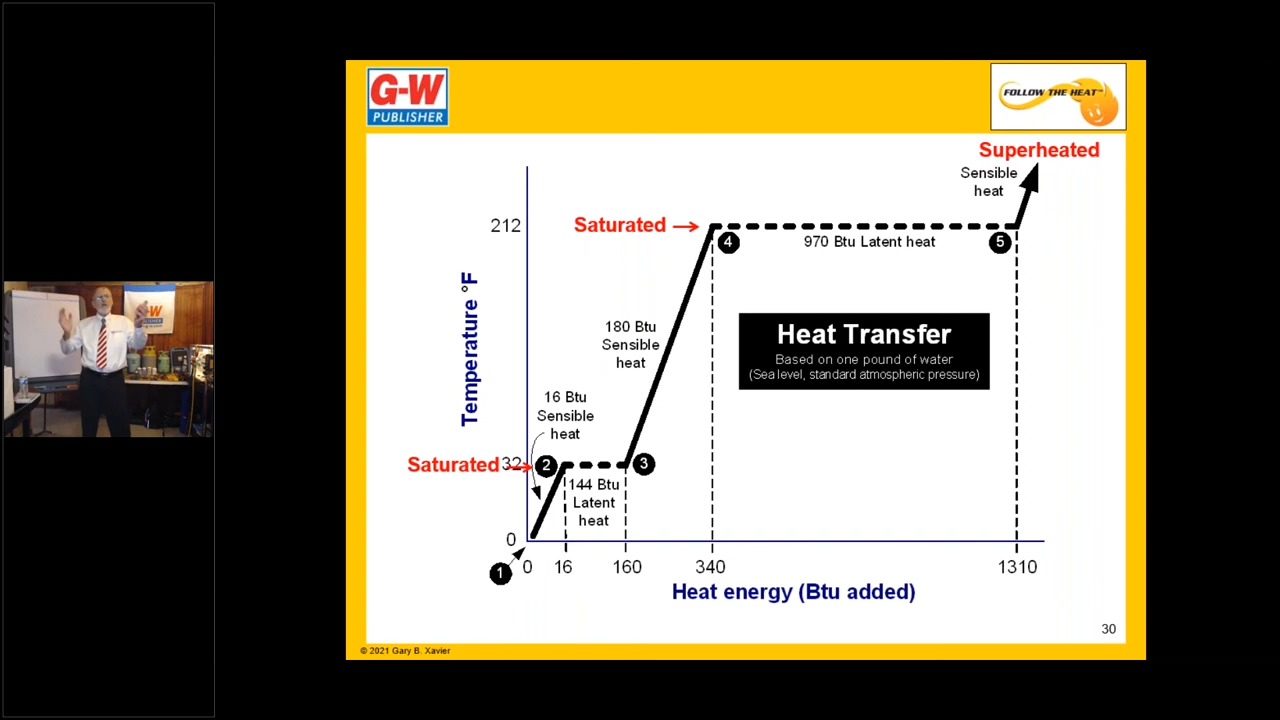 G-W
PUBLISHER
FOLLOW THE HEAT™
Superheated
Sensible
heat
212
Saturated
4
970 Btu Latent heat
5
Temperature °F
180 Btu
Sensible
heat
Heat Transfer
Based on one pound of water
(Sea level, standard atmospheric pressure)
16 Btu
Sensible
heat
Saturated
32
2
3
144 Btu
Latent
heat
0
1
0 16 160 340 1310
Heat energy (Btu added)
30
© 2021 Gary B. Xavier
G-W
PUBLISHER